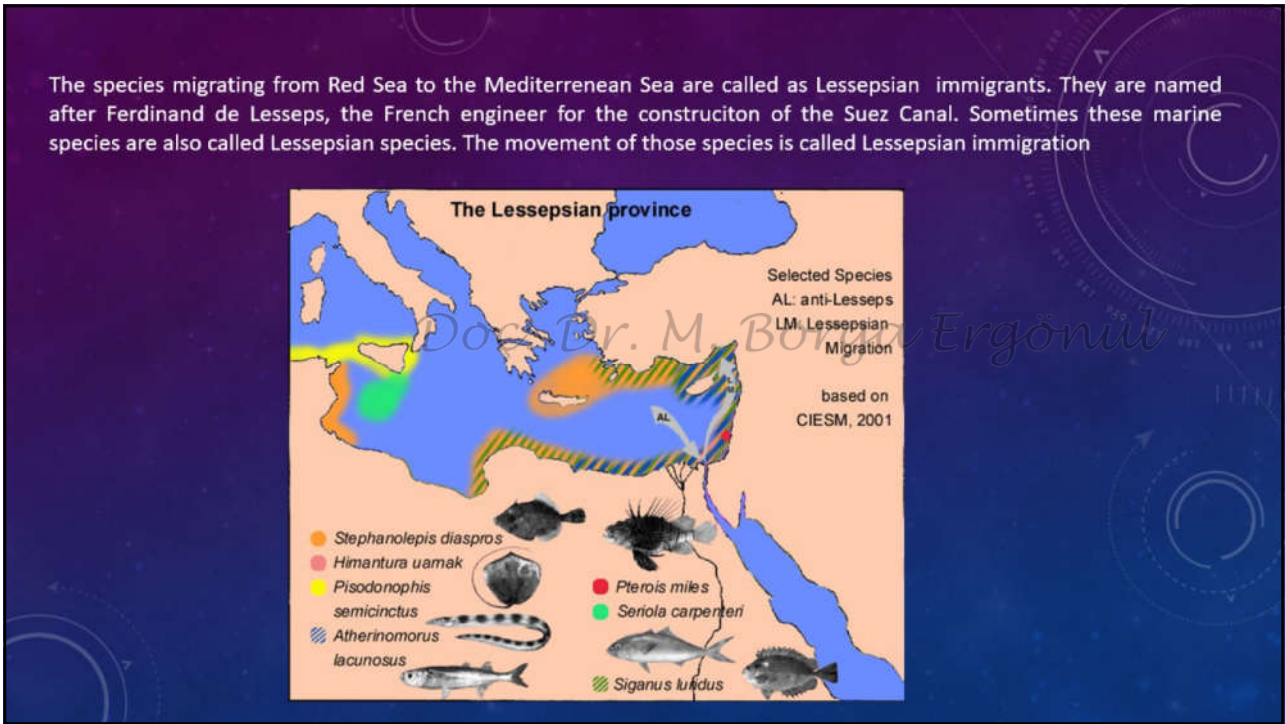 The species migrating from Red Sea to the Mediterrenean Sea are called as Lessepsian immigrants. They are named
after Ferdinand de Lesseps, the French engineer for the construciton of the Suez Canal. Sometimes these marine
species are also called Lessepsian species. The movement of those species is called Lessepsian immigration
The Lessepsian province
Selected Species
AL: anti-Lesseps
LM: Lessepsian
Migration
based on
CIESM, 2001
Doç. Dr. M. Borga Ergönül
AL
Stephanolepis diaspros
Himantura uarnak
Pisodonophis
semicinctus
Atherinomorus
lacunosus
Pterois miles
Seriola carpenteri
Siganus luridus